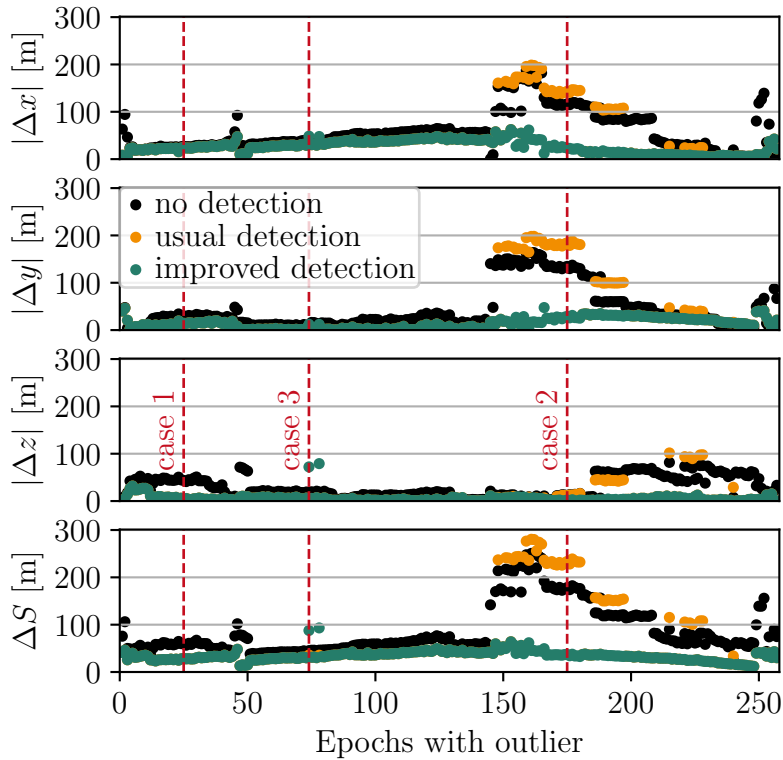 300
200
100
0
|Δx| [m]
300
200
100
0
|Δy| [m]
no detection
usual detection
improved detection
300
200
100
0
|Δz| [m]
case 1
case 3
case 2
300
200
100
0
ΔS [m]
0 50 100 150 200 250
Epochs with outlier